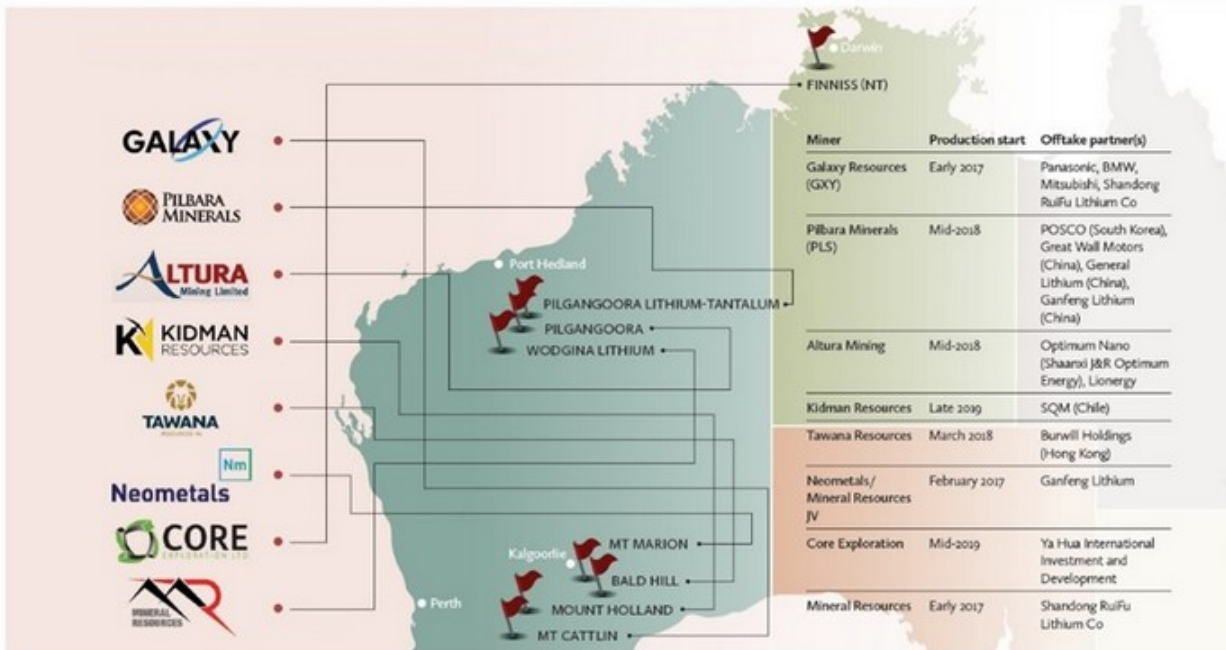 GALAXY
PILBARA
MINERALS
ALTURA
Mining Limited
K KIDMAN
RESOURCES
TAWANA
Nm
Neometals
CORE
EXPLORATION LTD
MINERAL
RESOURCES
Darwin
FINNISS (NT)
Port Hedland
PILGANGOORA LITHIUM-TANTALUM
PILGANGOORA
WODGINA LITHIUM
MT MARION
Kalgoorlie
BALD HILL
Perth
MOUNT HOLLAND
MT CATTLIN
Miner Production start Offtake partner(s)
Galaxy Resources Early 2017 Panasonic, BMW,
(GXY) Mitsubishi, Shandong
RuiFu Lithium Co
Pilbara Minerals Mid-2018 POSCO (South Korea),
(PLS) Great Wall Motors
(China), General
Lithium (China),
Ganfeng Lithium
(China)
Altura Mining Mid-2018 Optimum Nano
(Shaanxi J&R Optimum
Energy), Lionergy
Kidman Resources Late 2019 SQM (Chile)
Tawana Resources March 2018 Burwill Holdings
(Hong Kong)
Neometals/ February 2017 Ganfeng Lithium
Mineral Resources
JV
Core Exploration Mid-2019 Ya Hua International
Investment and
Development
Mineral Resources Early 2017 Shandong RuiFu
Lithium Co